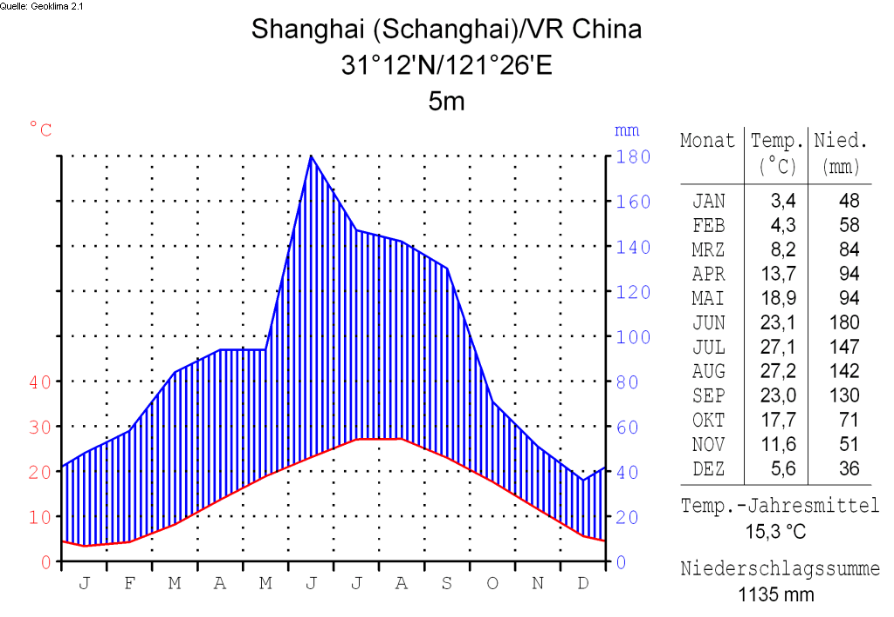 Quelle: Geoklima 2.1
Shanghai (Schanghai)/VR China
31°12'N/121°26'E
5m
°C
mm
180
160
140
120
100
40 80
30 60
20 40
10 20
0 0
J F M A M J J A S O N D
Monat Temp. Nied.
(°C) (mm)
JAN 3,4 48
FEB 4,3 58
MRZ 8,2 84
APR 13,7 94
MAI 18,9 94
JUN 23,1 180
JUL 27,1 147
AUG 27,2 142
SEP 23,0 130
OKT 17,7 71
NOV 11,6 51
DEZ 5,6 36
Temp.-Jahresmittel
15,3 °C
Niederschlagssumme
1135 mm